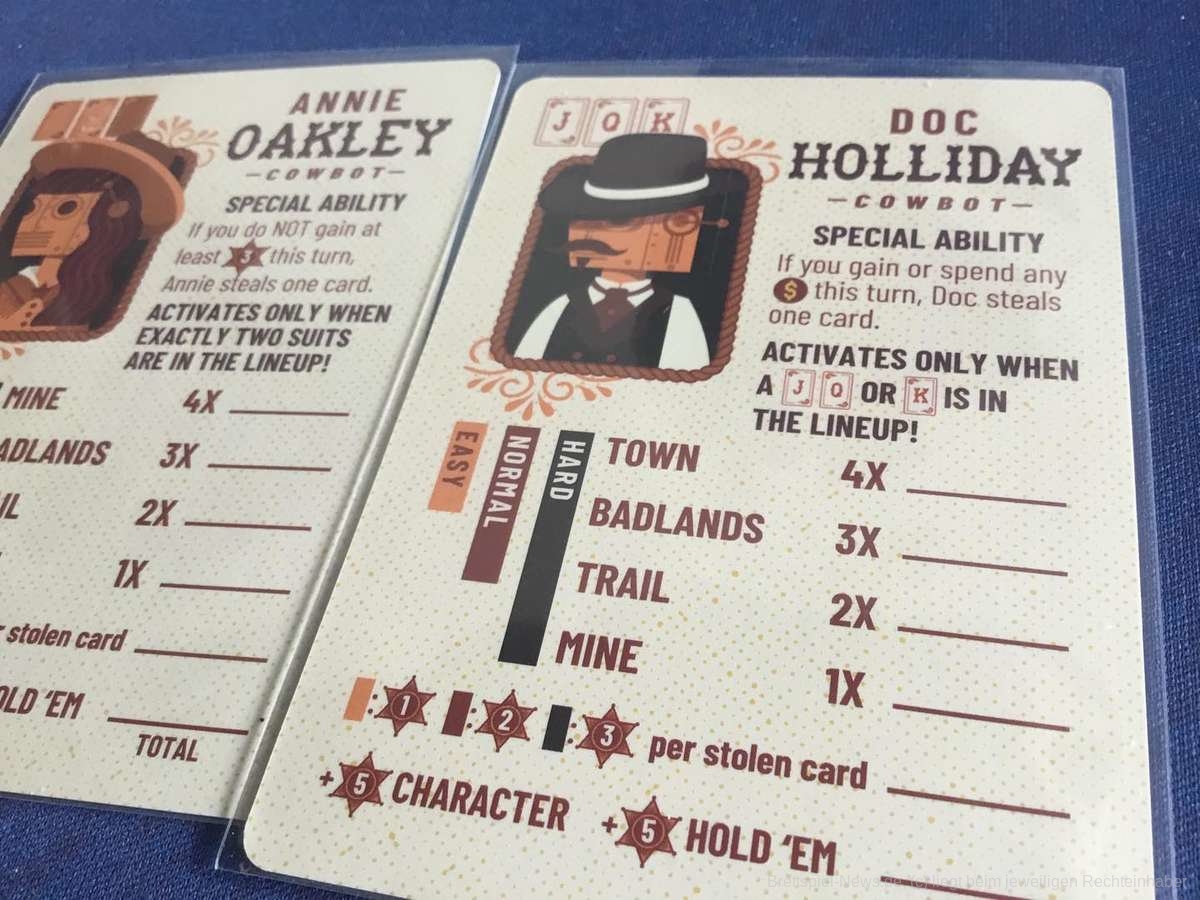 ANNIE
OAKLEY
COWBOT
SPECIAL ABILITY
If you do NOT gain at
least 3 this turn,
Annie steals one card.
ACTIVATES ONLY WHEN
EXACTLY TWO SUITS
ARE IN THE LINEUP!
MINE 4X
ADLANDS 3X
IL 2X
1X
stolen card
OLD 'EM
TOTAL
J Q K
DOC
HOLLIDAY
COWBOT
SPECIAL ABILITY
If you gain or spend any
$ this turn, Doc steals
one card.
ACTIVATES ONLY WHEN
A J Q OR K IS IN
THE LINEUP!
EASY
NORMAL
HARD
TOWN 4X
BADLANDS 3X
TRAIL 2X
MINE 1X
: 1 : 2 : 3 per stolen card
+5 CHARACTER +5 HOLD 'EM
beim jeweiligen Rechteinhaber